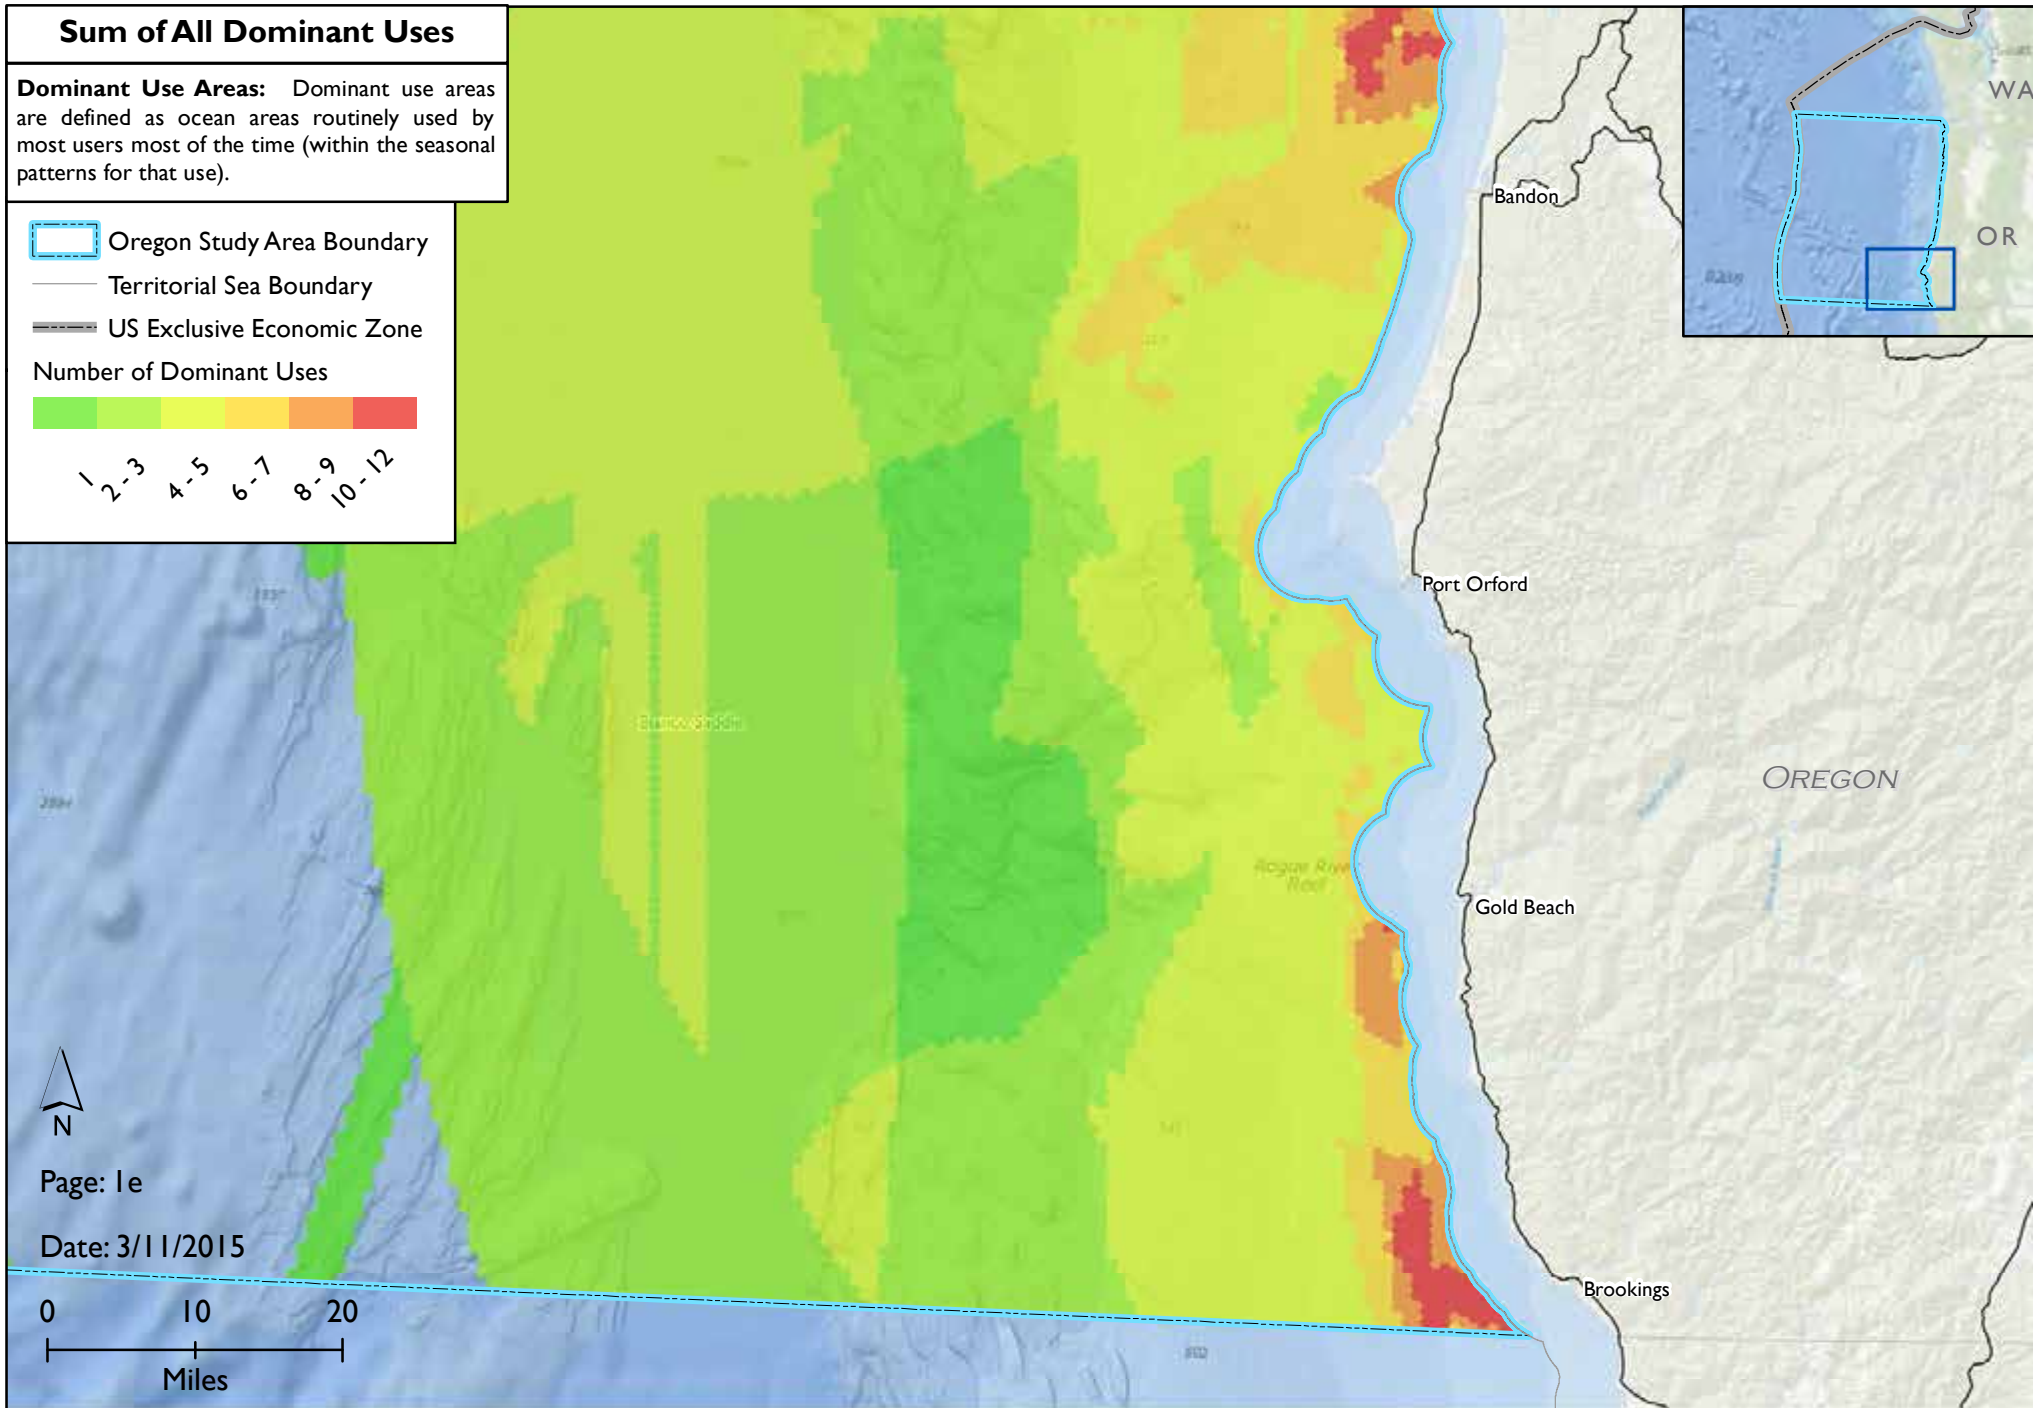 Sum of All Dominant Uses
Dominant Use Areas: Dominant use areas
are defined as ocean areas routinely used by
most users most of the time (within the seasonal
patterns for that use).
Oregon Study Area Boundary
Territorial Sea Boundary
US Exclusive Economic Zone
Number of Dominant Uses
1
2 - 3
4 - 5
6 - 7
8 - 9
10 - 12
WA
OR
Bandon
Port Orford
OREGON
Rogue River
Reef
Gold Beach
Brookings
N
Page: 1e
Date: 3/11/2015
0 10 20
Miles